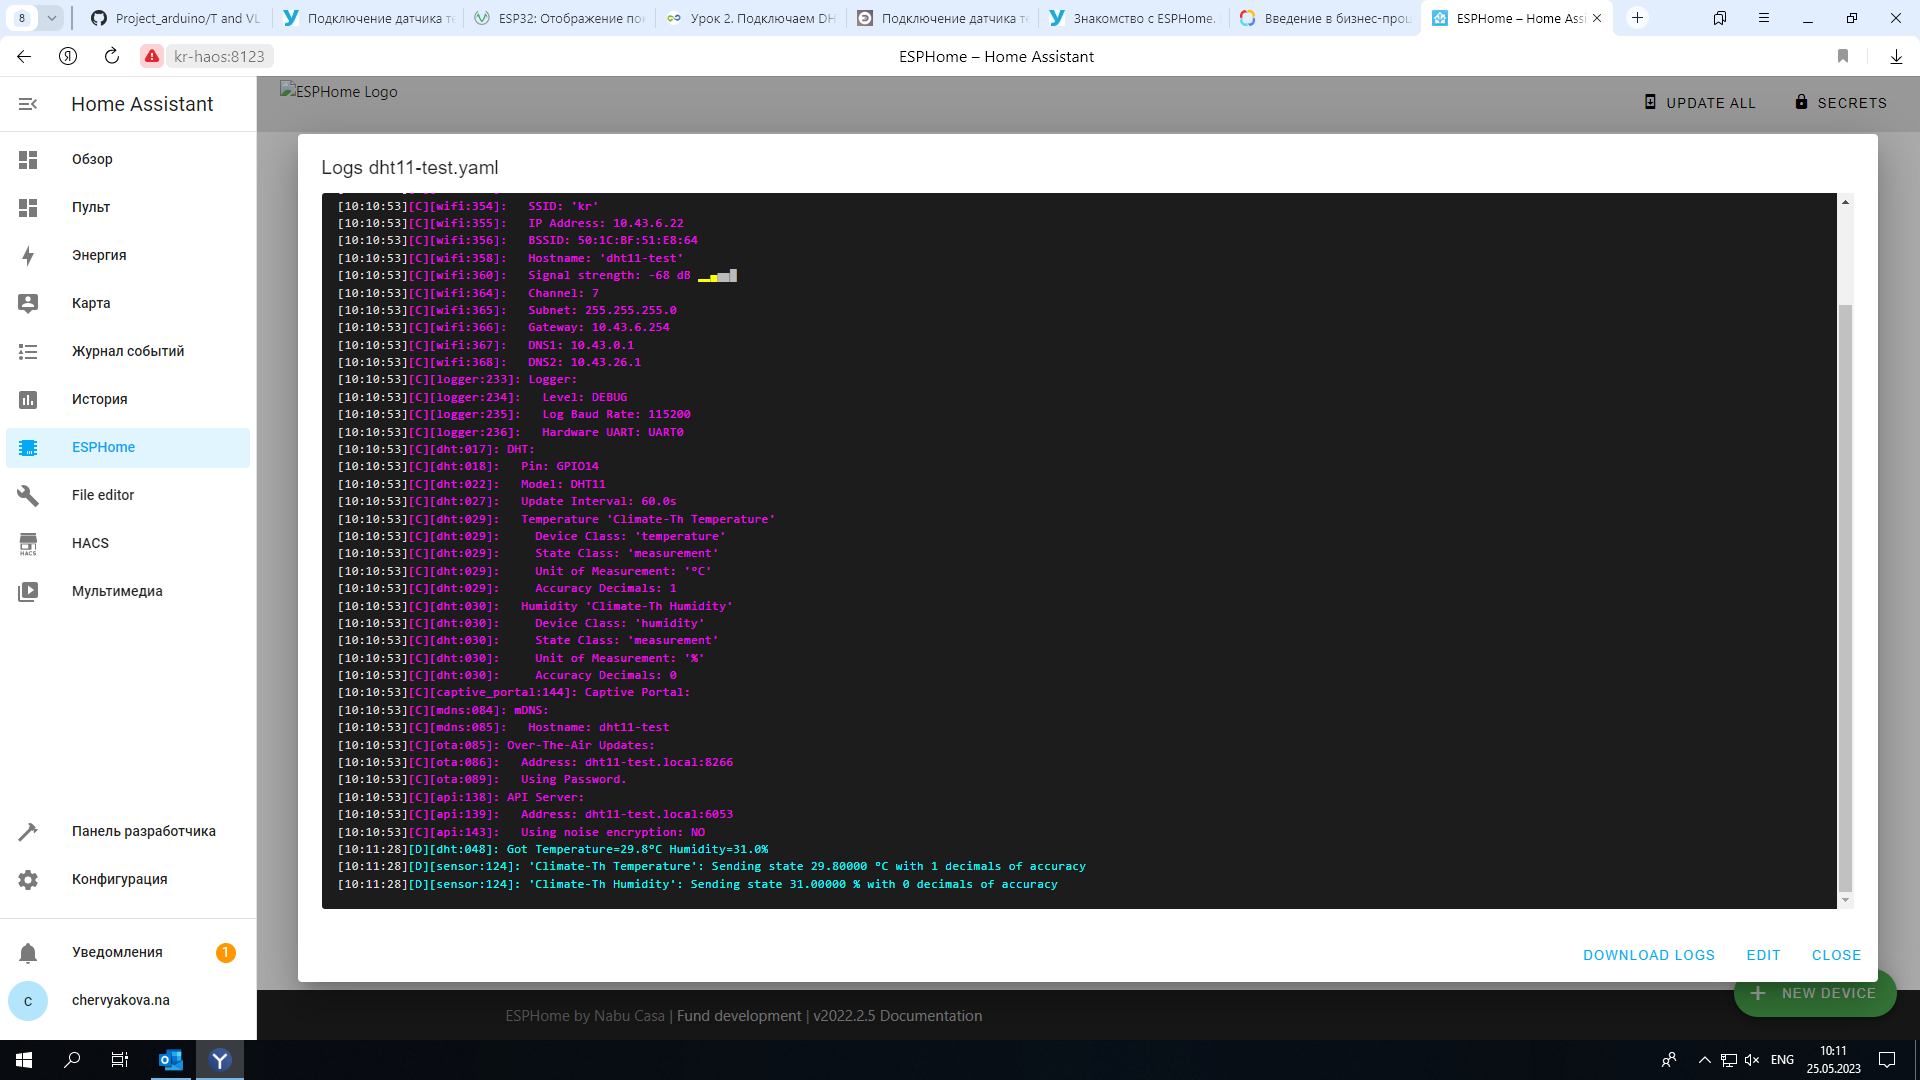 8
Project_arduino/T and VL
Подключение датчика те
ESP32: Отображение пок
Урок 2. Подключаем DH
Подключение датчика те
Знакомство с ESPHome.
Введение в бизнес-проц
ESPHome – Home Assi
kr-haos:8123
ESPHome – Home Assistant
Home Assistant
ESPHome Logo
UPDATE ALL
SECRETS
Обзор
Пульт
Энергия
Карта
Журнал событий
История
ESPHome
File editor
HACS
HACS
Мультимедиа
Панель разработчика
Конфигурация
Уведомления
1
C
chervyakova.na
Logs dht11-test.yaml
[10:10:53][C][wifi:354]: SSID: 'kr'
[10:10:53][C][wifi:355]: IP Address: 10.43.6.22
[10:10:53][C][wifi:356]: BSSID: 50:1C:BF:51:E8:64
[10:10:53][C][wifi:358]: Hostname: 'dht11-test'
[10:10:53][C][wifi:360]: Signal strength: -68 dB ▂▄▆█
[10:10:53][C][wifi:364]: Channel: 7
[10:10:53][C][wifi:365]: Subnet: 255.255.255.0
[10:10:53][C][wifi:366]: Gateway: 10.43.6.254
[10:10:53][C][wifi:367]: DNS1: 10.43.0.1
[10:10:53][C][wifi:368]: DNS2: 10.43.26.1
[10:10:53][C][logger:233]: Logger:
[10:10:53][C][logger:234]: Level: DEBUG
[10:10:53][C][logger:235]: Log Baud Rate: 115200
[10:10:53][C][logger:236]: Hardware UART: UART0
[10:10:53][C][dht:017]: DHT:
[10:10:53][C][dht:018]: Pin: GPIO14
[10:10:53][C][dht:022]: Model: DHT11
[10:10:53][C][dht:027]: Update Interval: 60.0s
[10:10:53][C][dht:029]: Temperature 'Climate-Th Temperature'
[10:10:53][C][dht:029]: Device Class: 'temperature'
[10:10:53][C][dht:029]: State Class: 'measurement'
[10:10:53][C][dht:029]: Unit of Measurement: '°C'
[10:10:53][C][dht:029]: Accuracy Decimals: 1
[10:10:53][C][dht:030]: Humidity 'Climate-Th Humidity'
[10:10:53][C][dht:030]: Device Class: 'humidity'
[10:10:53][C][dht:030]: State Class: 'measurement'
[10:10:53][C][dht:030]: Unit of Measurement: '%'
[10:10:53][C][dht:030]: Accuracy Decimals: 0
[10:10:53][C][captive_portal:144]: Captive Portal:
[10:10:53][C][mdns:084]: mDNS:
[10:10:53][C][mdns:085]: Hostname: dht11-test
[10:10:53][C][ota:085]: Over-The-Air Updates:
[10:10:53][C][ota:086]: Address: dht11-test.local:8266
[10:10:53][C][ota:089]: Using Password.
[10:10:53][C][api:138]: API Server:
[10:10:53][C][api:139]: Address: dht11-test.local:6053
[10:10:53][C][api:143]: Using noise encryption: NO
[10:11:28][D][dht:048]: Got Temperature=29.8°C Humidity=31.0%
[10:11:28][D][sensor:124]: 'Climate-Th Temperature': Sending state 29.80000 °C with 1 decimals of accuracy
[10:11:28][D][sensor:124]: 'Climate-Th Humidity': Sending state 31.00000 % with 0 decimals of accuracy
DOWNLOAD LOGS
EDIT
CLOSE
NEW DEVICE
ESPHome by Nabu Casa | Fund development | v2022.2.5 Documentation
ENG
10:11
25.05.2023